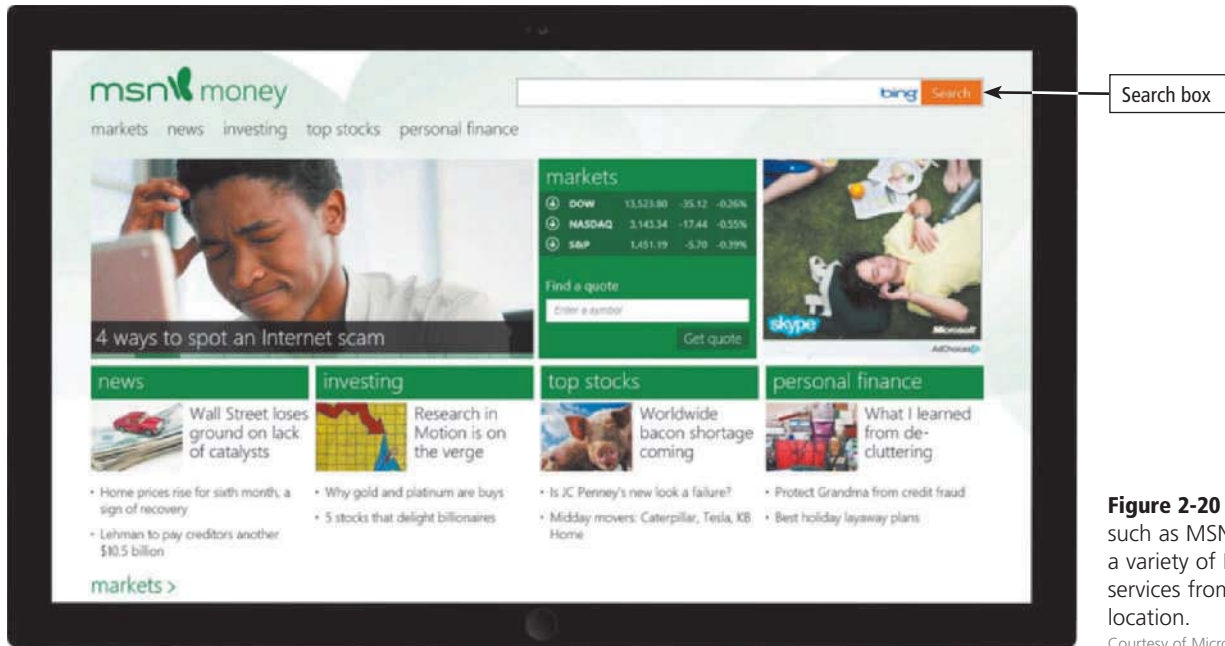 msn money
bing Search
Search box
markets news investing top stocks personal finance
markets
DOW 13,523.80 -35.12 -0.26%
NASDAQ 3,143.34 -17.44 -0.55%
S&P 1,451.19 -5.70 -0.39%
Find a quote
Enter a symbol
Get quote
4 ways to spot an Internet scam
skype
Microsoft
AdChoices
news
Wall Street loses
ground on lack
of catalysts
• Home prices rise for sixth month, a
sign of recovery
• Lehman to pay creditors another
$10.5 billion
investing
Research in
Motion is on
the verge
• Why gold and platinum are buys
• 5 stocks that delight billionaires
top stocks
Worldwide
bacon shortage
coming
• Is JC Penney's new look a failure?
• Midday movers: Caterpillar, Tesla, KB
Home
personal finance
What I learned
from de-
cluttering
• Protect Grandma from credit fraud
• Best holiday layaway plans
markets >
Figure 2-20
such as MSN
a variety of
services from
location.
Courtesy of Micro